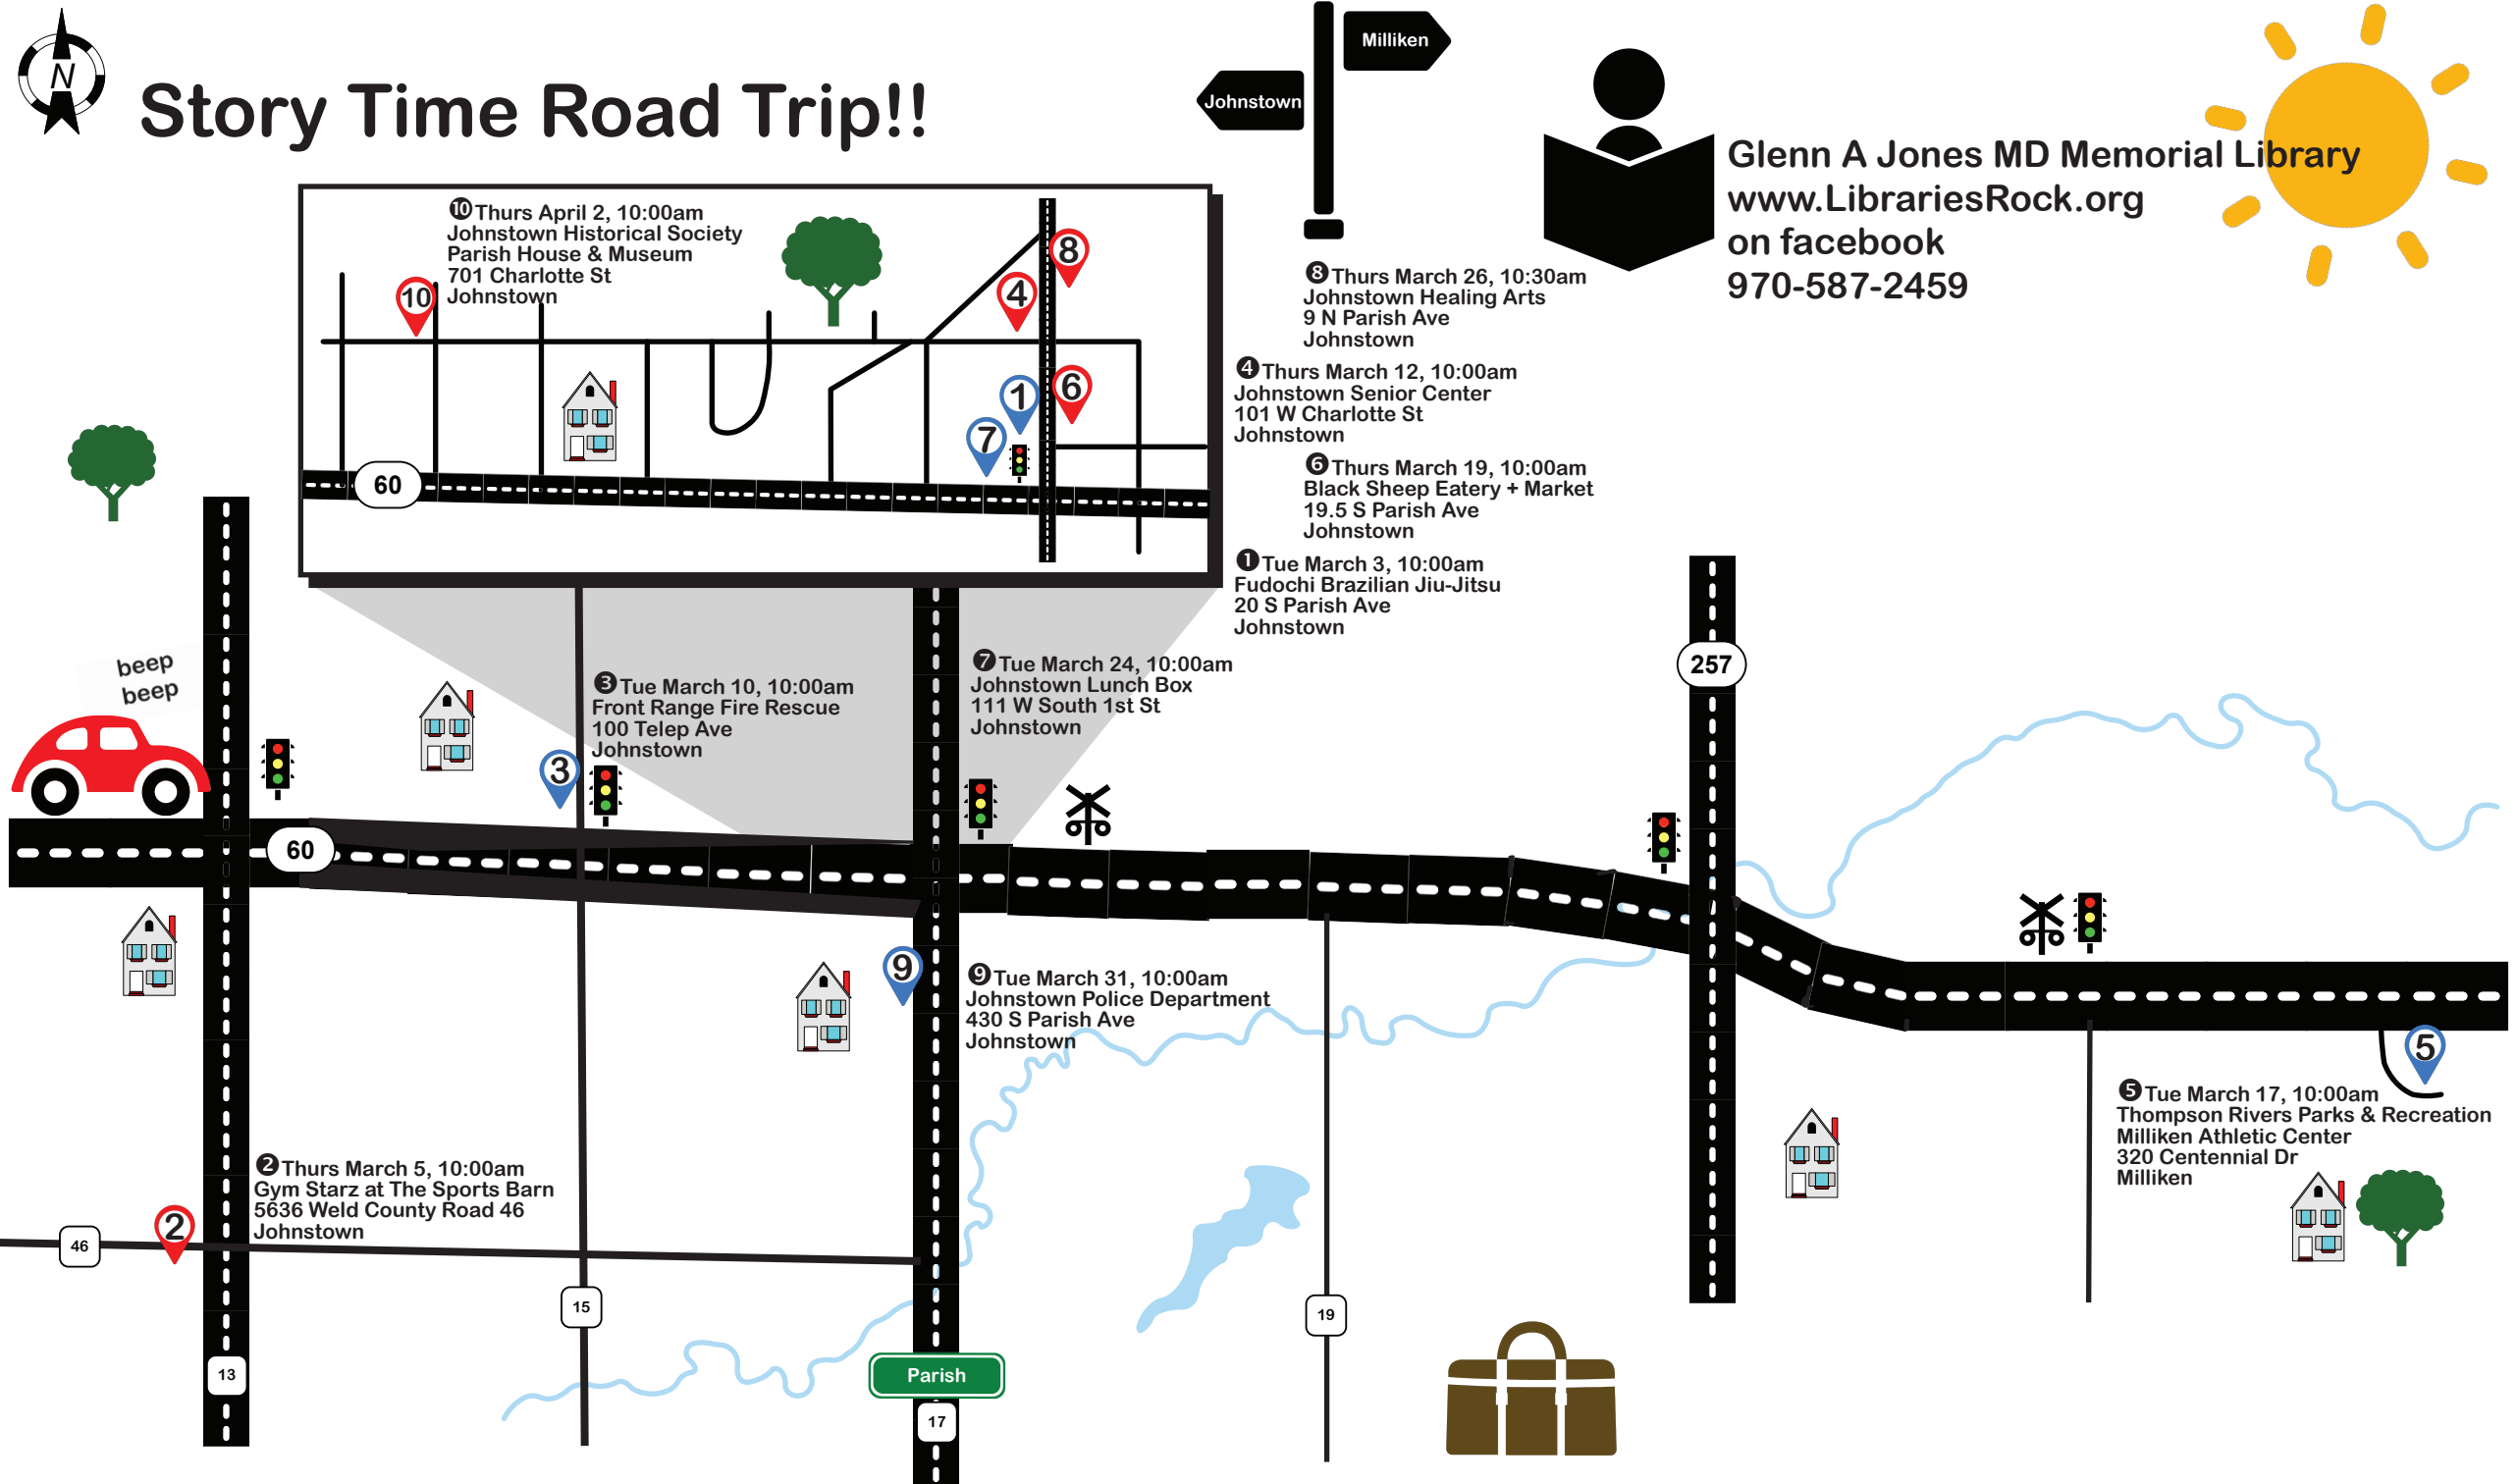 N
Story Time Road Trip!!
Milliken
Johnstown
Glenn A Jones MD Memorial Library
www.LibrariesRock.org
on facebook
970-587-2459
❿Thurs April 2, 10:00am
Johnstown Historical Society
Parish House & Museum
701 Charlotte St
Johnstown
10
8
4
1
6
7
60
❽Thurs March 26, 10:30am
Johnstown Healing Arts
9 N Parish Ave
Johnstown
❹Thurs March 12, 10:00am
Johnstown Senior Center
101 W Charlotte St
Johnstown
❻Thurs March 19, 10:00am
Black Sheep Eatery + Market
19.5 S Parish Ave
Johnstown
❶Tue March 3, 10:00am
Fudochi Brazilian Jiu-Jitsu
20 S Parish Ave
Johnstown
beep
beep
❸Tue March 10, 10:00am
Front Range Fire Rescue
100 Telep Ave
Johnstown
3
❼Tue March 24, 10:00am
Johnstown Lunch Box
111 W South 1st St
Johnstown
257
60
9
❾Tue March 31, 10:00am
Johnstown Police Department
430 S Parish Ave
Johnstown
5
❺Tue March 17, 10:00am
Thompson Rivers Parks & Recreation
Milliken Athletic Center
320 Centennial Dr
Milliken
❷Thurs March 5, 10:00am
Gym Starz at The Sports Barn
5636 Weld County Road 46
Johnstown
2
46
15
19
13
Parish
17